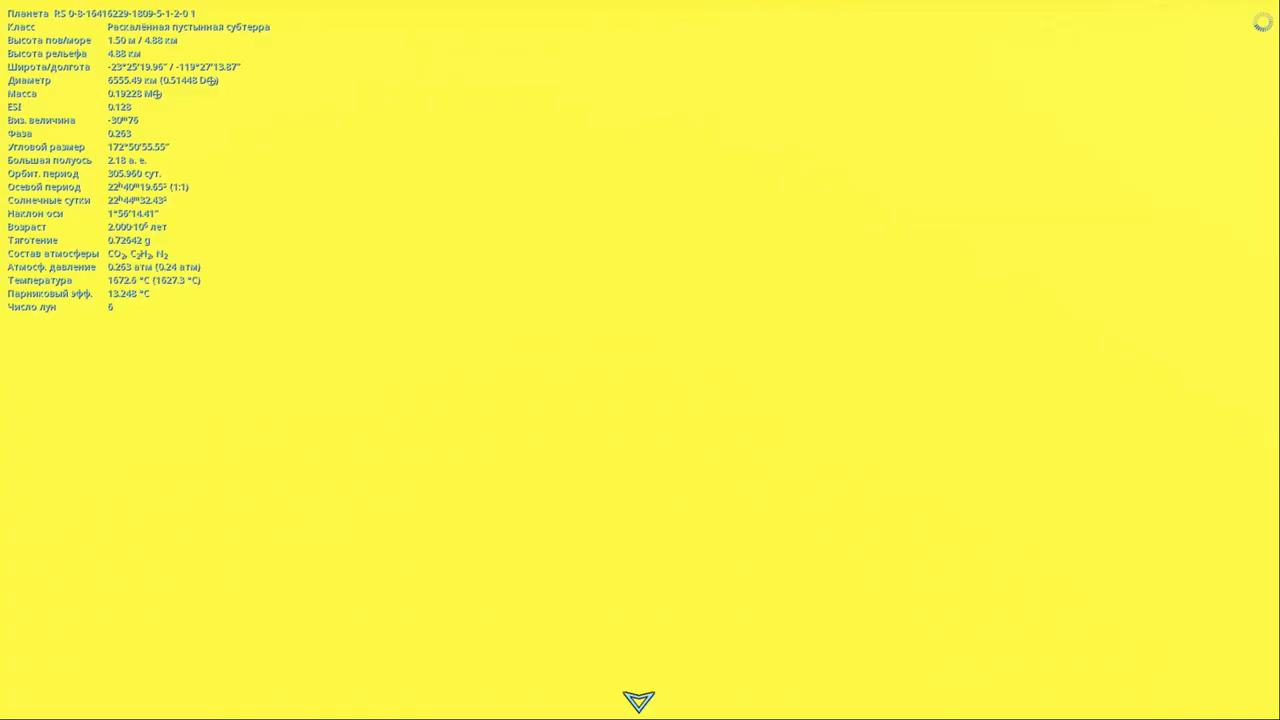 Планета RS 0-8-16416229-1809-5-1-2-0 1
Класс Раскалённая пустынная субтерра
Высота пов/море 1.50 м / 4.88 км
Высота рельефа 4.88 км
Широта/долгота -23°25'19.96" / -119°27'13.87"
Диаметр 6555.49 км (0.51448 D⊕)
Масса 0.19228 M⊕
ESI 0.128
Виз. величина -30ᵐ76
Фаза 0.263
Угловой размер 172°50'55.55"
Большая полуось 2.18 а. е.
Орбит. период 305.960 сут.
Осевой период 22ʰ40ᵐ19.65ˢ (1:1)
Солнечные сутки 22ʰ44ᵐ32.43ˢ
Наклон оси 1°56'14.41"
Возраст 2.000·10⁶ лет
Тяготение 0.72642 g
Состав атмосферы CO₂, C₂H₂, N₂
Атмосф. давление 0.263 атм (0.24 атм)
Температура 1672.6 °C (1627.3 °C)
Парниковый эфф. 13.248 °C
Число лун 6